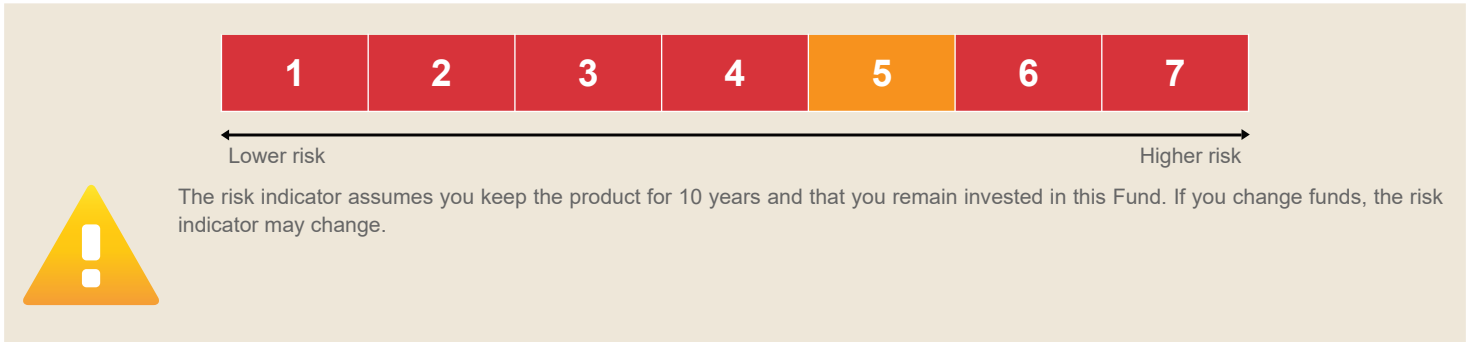 1 2 3 4 5 6 7
Lower risk Higher risk
The risk indicator assumes you keep the product for 10 years and that you remain invested in this Fund. If you change funds, the risk
indicator may change.